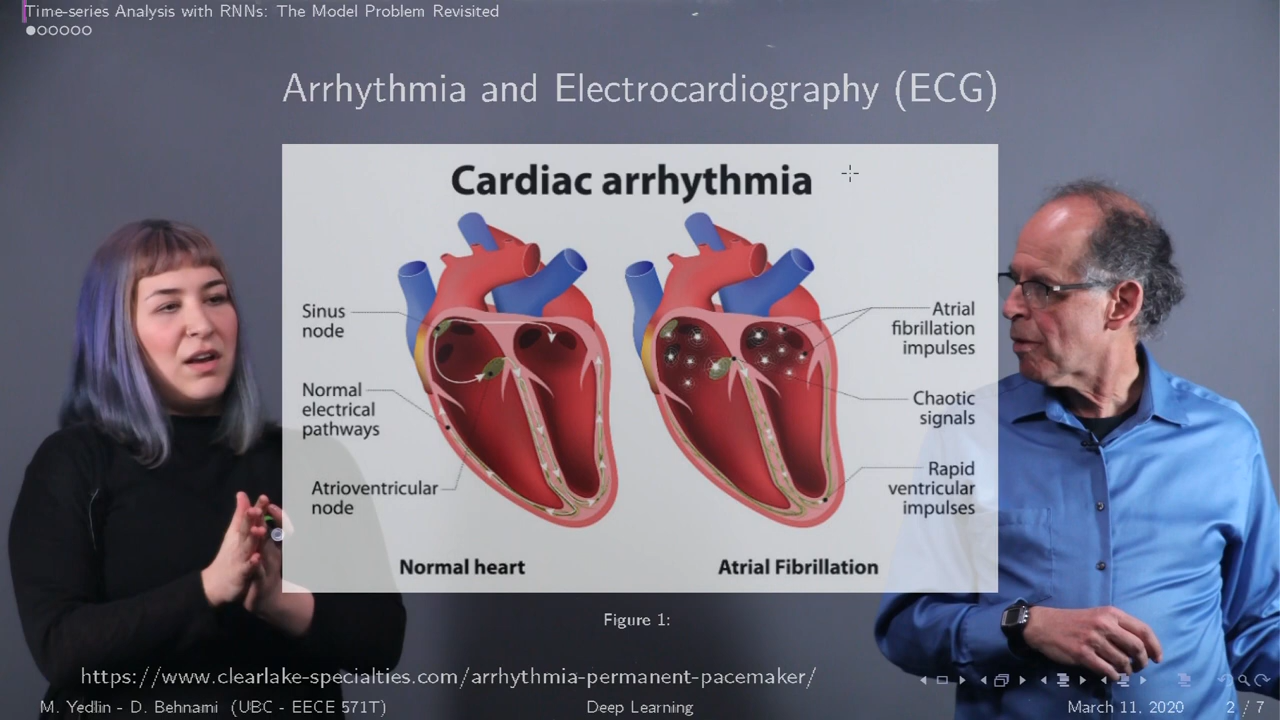 Time-series Analysis with RNNs: The Model Problem Revisited
Arrhythmia and Electrocardiography (ECG)
Cardiac arrhythmia
Sinus
node
Normal
electrical
pathways
Atrioventricular
node
Atrial
fibrillation
impulses
Chaotic
signals
Rapid
ventricular
impulses
Normal heart
Atrial Fibrillation
Figure 1:
https://www.clearlake-specialties.com/arrhythmia-permanent-pacemaker/
M. Yedlin - D. Behnami (UBC - EECE 571T)
Deep Learning
March 11, 2020
2 / 7